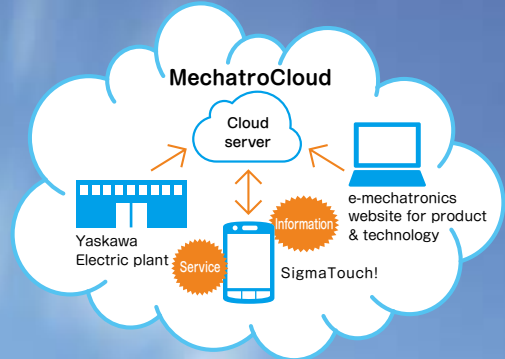 MechatroCloud
Cloud
server
Yaskawa
Electric plant
Service
Information
SigmaTouch!
e-mechatronics
website for product
& technology